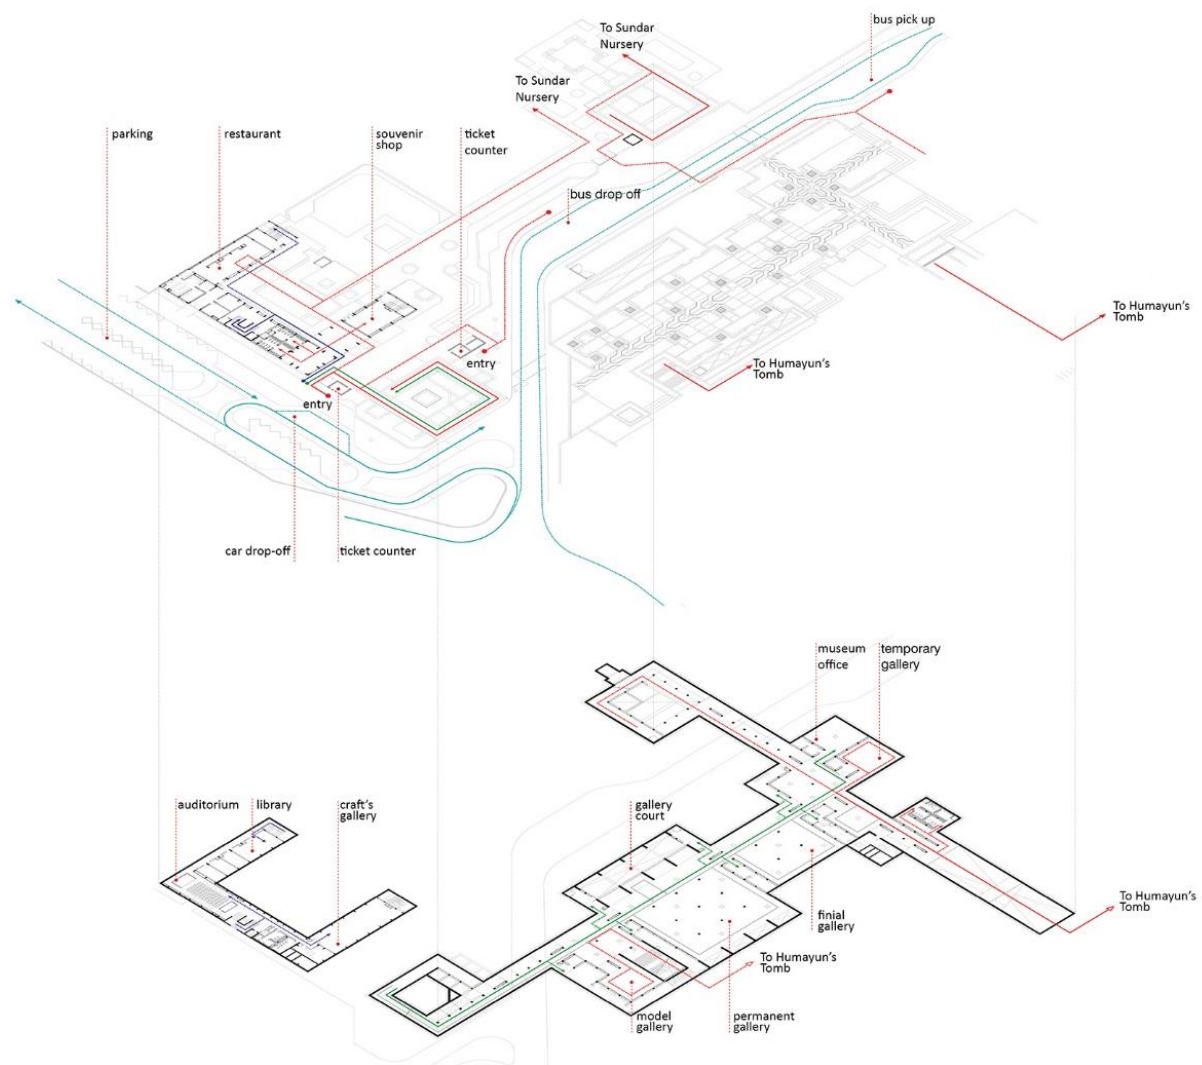 bus pick up
To Sundar
Nursery
To Sundar
Nursery
parking
restaurant
souvenir
shop
ticket
counter
bus drop off
To Humayun's
Tomb
To Humayun's
Tomb
entry
entry
car drop-off
ticket counter
museum
office
temporary
gallery
auditorium
library
craft's
gallery
gallery
court
To Humayun's
Tomb
finial
gallery
To Humayun's
Tomb
model
gallery
permanent
gallery